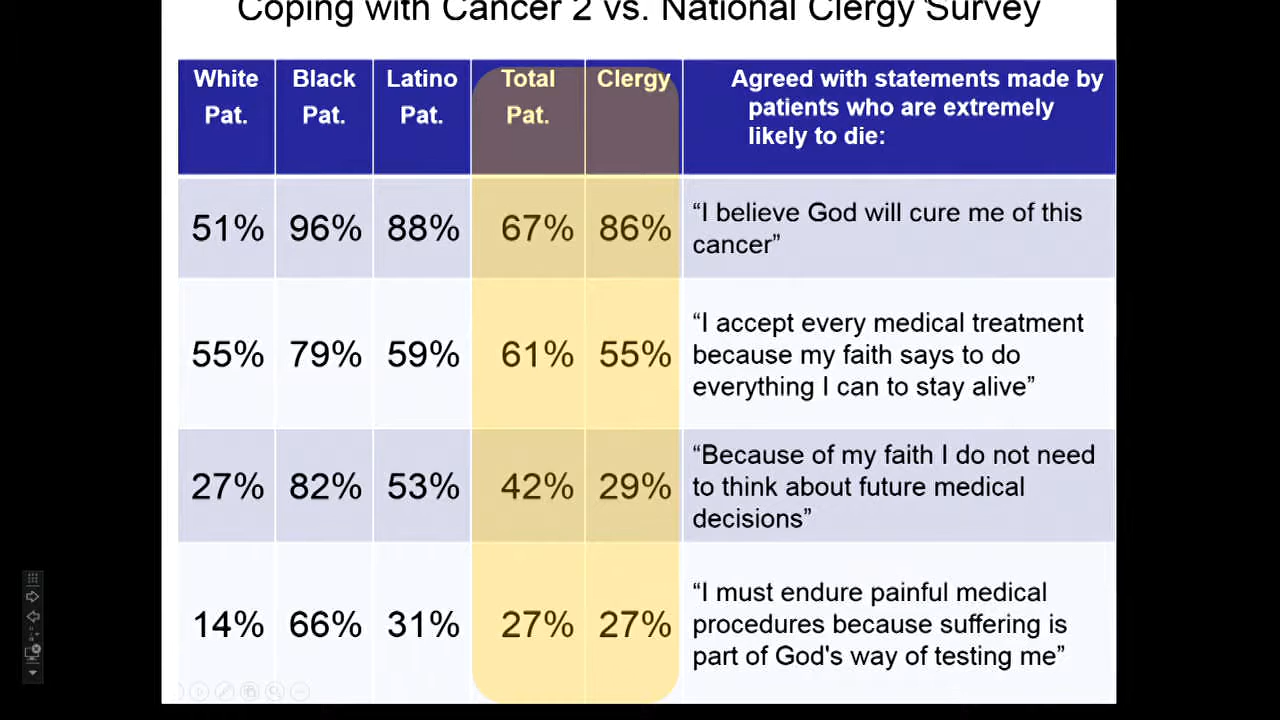 Coping with Cancer 2 vs. National Clergy Survey
White Pat.
Black Pat.
Latino Pat.
Total Pat.
Clergy
Agreed with statements made by
patients who are extremely
likely to die:
51% 96% 88% 67% 86%
“I believe God will cure me of this
cancer”
55% 79% 59% 61% 55%
“I accept every medical treatment
because my faith says to do
everything I can to stay alive”
27% 82% 53% 42% 29%
“Because of my faith I do not need
to think about future medical
decisions”
14% 66% 31% 27% 27%
“I must endure painful medical
procedures because suffering is
part of God's way of testing me”